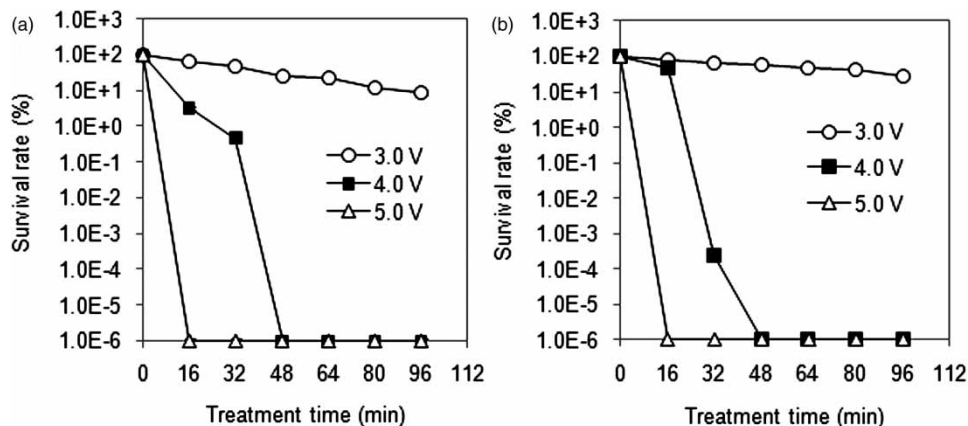 (a)
Survival rate (%)
1.0E+3
1.0E+2
1.0E+1
1.0E+0
1.0E-1
1.0E-2
1.0E-3
1.0E-4
1.0E-5
1.0E-6
3.0 V
4.0 V
5.0 V
0 16 32 48 64 80 96 112
Treatment time (min)
(b)
Survival rate (%)
1.0E+3
1.0E+2
1.0E+1
1.0E+0
1.0E-1
1.0E-2
1.0E-3
1.0E-4
1.0E-5
1.0E-6
3.0 V
4.0 V
5.0 V
0 16 32 48 64 80 96 112
Treatment time (min)